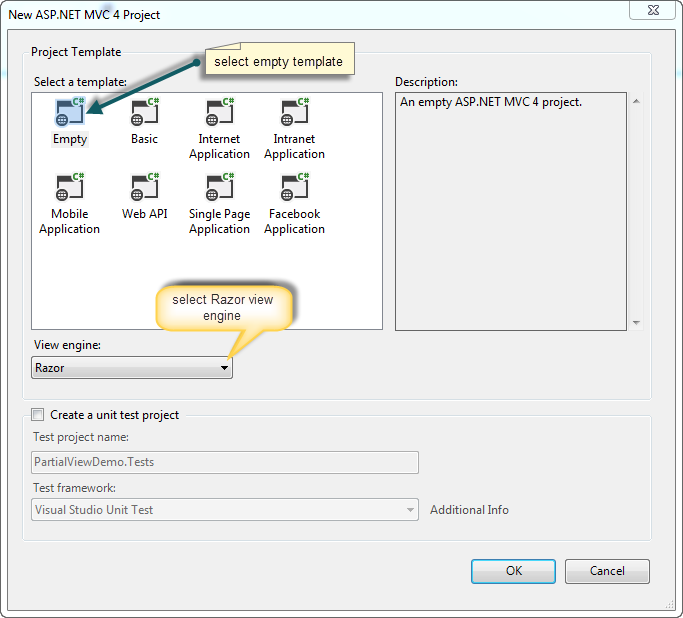 New ASP.NET MVC 4 Project
Project Template
select empty template
Select a template:
Description:
C# C# C# C#
An empty ASP.NET MVC 4 project.
Empty
Basic
Internet
Application
Intranet
Application
C# C# C# C#
Mobile
Application
Web API
Single Page
Application
Facebook
Application
select Razor view
engine
View engine:
Razor
Create a unit test project
Test project name:
PartialViewDemo.Tests
Test framework:
Visual Studio Unit Test
Additional Info
OK
Cancel